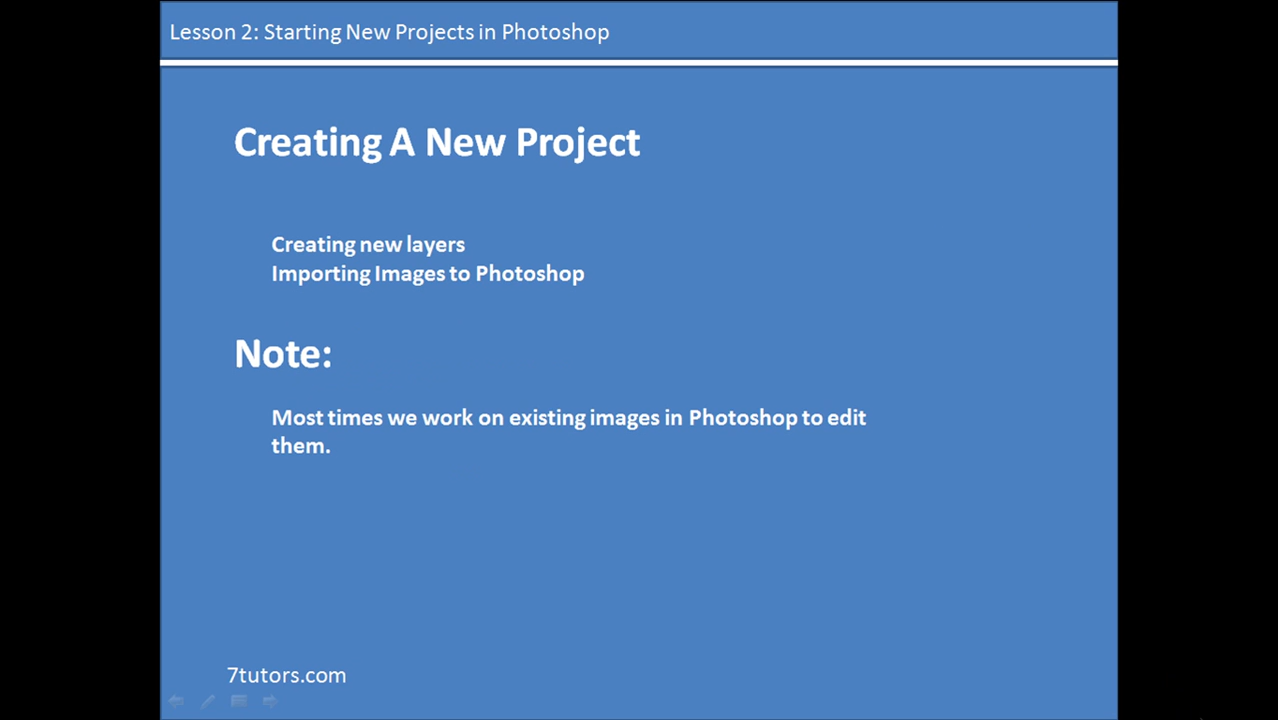 Lesson 2: Starting New Projects in Photoshop
Creating A New Project
Creating new layers
Importing Images to Photoshop
Note:
Most times we work on existing images in Photoshop to edit
them.
7tutors.com